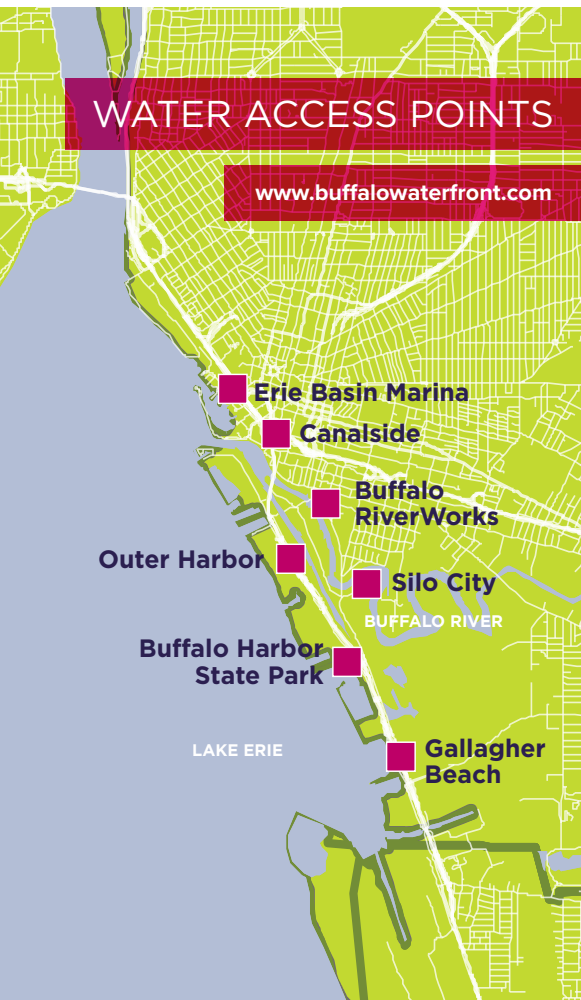 WATER ACCESS POINTS
www.buffalowaterfront.com
Erie Basin Marina
Canalside
Buffalo
RiverWorks
Outer Harbor
Silo City
BUFFALO RIVER
Buffalo Harbor
State Park
LAKE ERIE
Gallagher
Beach